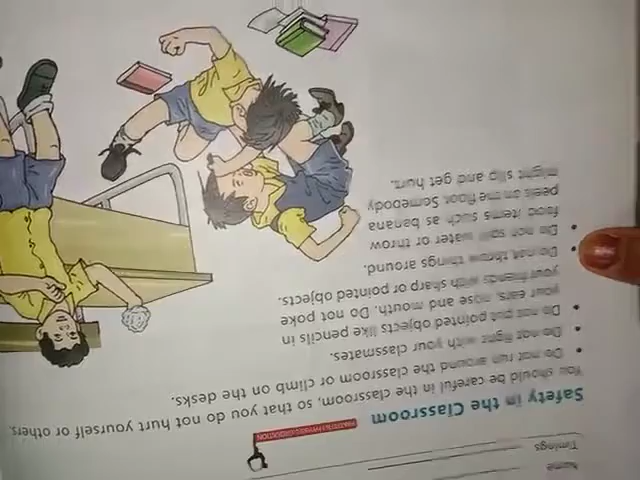 Name
Timings
Safety in the Classroom
You should be careful in the classroom, so that you do not hurt yourself or others.
Do not run around the classroom or climb on the desks.
Do not fight with your classmates.
Do not put pointed objects like pencils in
your ears, nose and mouth. Do not poke
your friends with sharp or pointed objects.
Do not throw things around.
Do not spill water or throw
food items such as banana
peels on the floor. Somebody
might slip and get hurt.